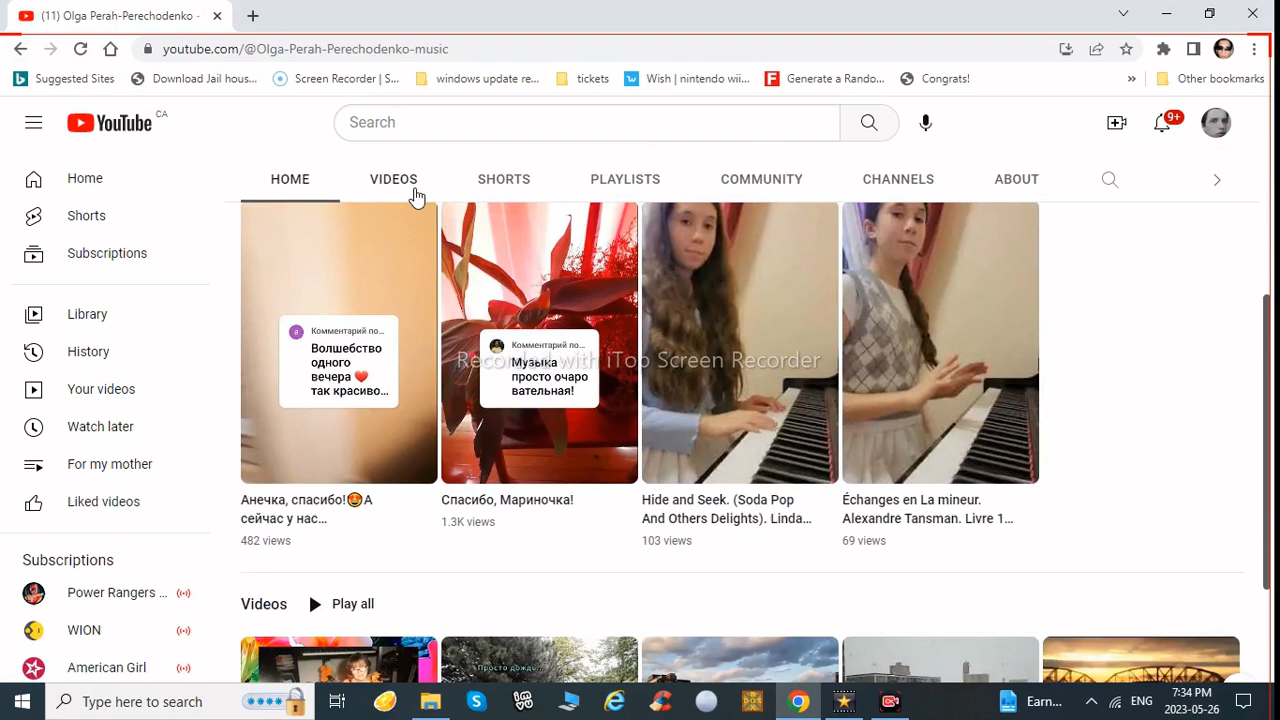 (11) Olga Perah-Perechodenko -
youtube.com/@Olga-Perah-Perechodenko-music
Suggested Sites
Download Jail hous...
Screen Recorder | S...
windows update re...
tickets
Wish | nintendo wii...
Generate a Rando...
Congrats!
»
Other bookmarks
YouTube CA
Search
9+
HOME
VIDEOS
SHORTS
PLAYLISTS
COMMUNITY
CHANNELS
ABOUT
Home
Shorts
Subscriptions
Library
History
Your videos
Watch later
For my mother
Liked videos
Subscriptions
Power Rangers ...
WION
American Girl
Комментарий по...
Волшебство
одного
вечера ❤️
так красиво...
Комментарий по...
Музыка
просто очаро
вательная!
Recorded with iTop Screen Recorder
Анечка, спасибо!🤩А
сейчас у нас...
482 views
Спасибо, Мариночка!
1.3K views
Hide and Seek. (Soda Pop
And Others Delights). Linda...
103 views
Échanges en La mineur.
Alexandre Tansman. Livre 1...
69 views
Videos
Play all
Просто дождь...
Type here to search
Earn...
ENG
7:34 PM
2023-05-26